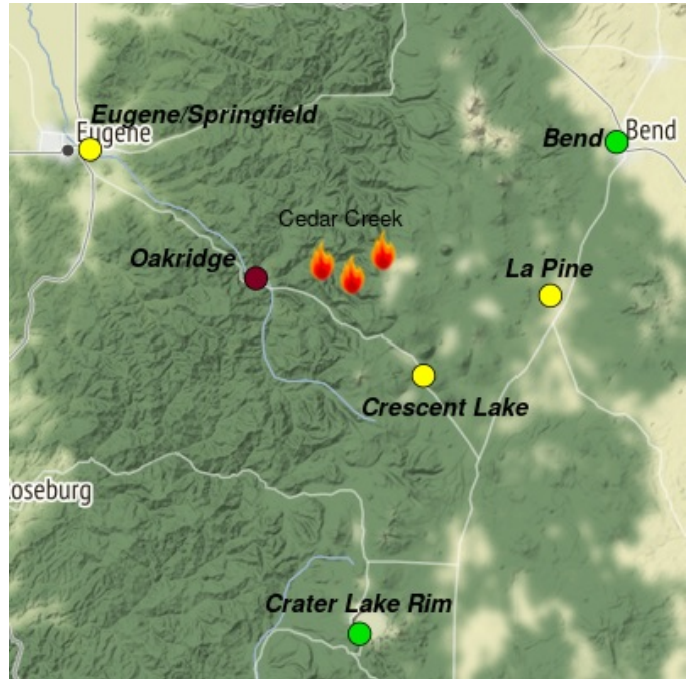 Eugene/Springfield
Eugene
Bend
Bend
Cedar Creek
Oakridge
La Pine
Crescent Lake
oseburg
Crater Lake Rim